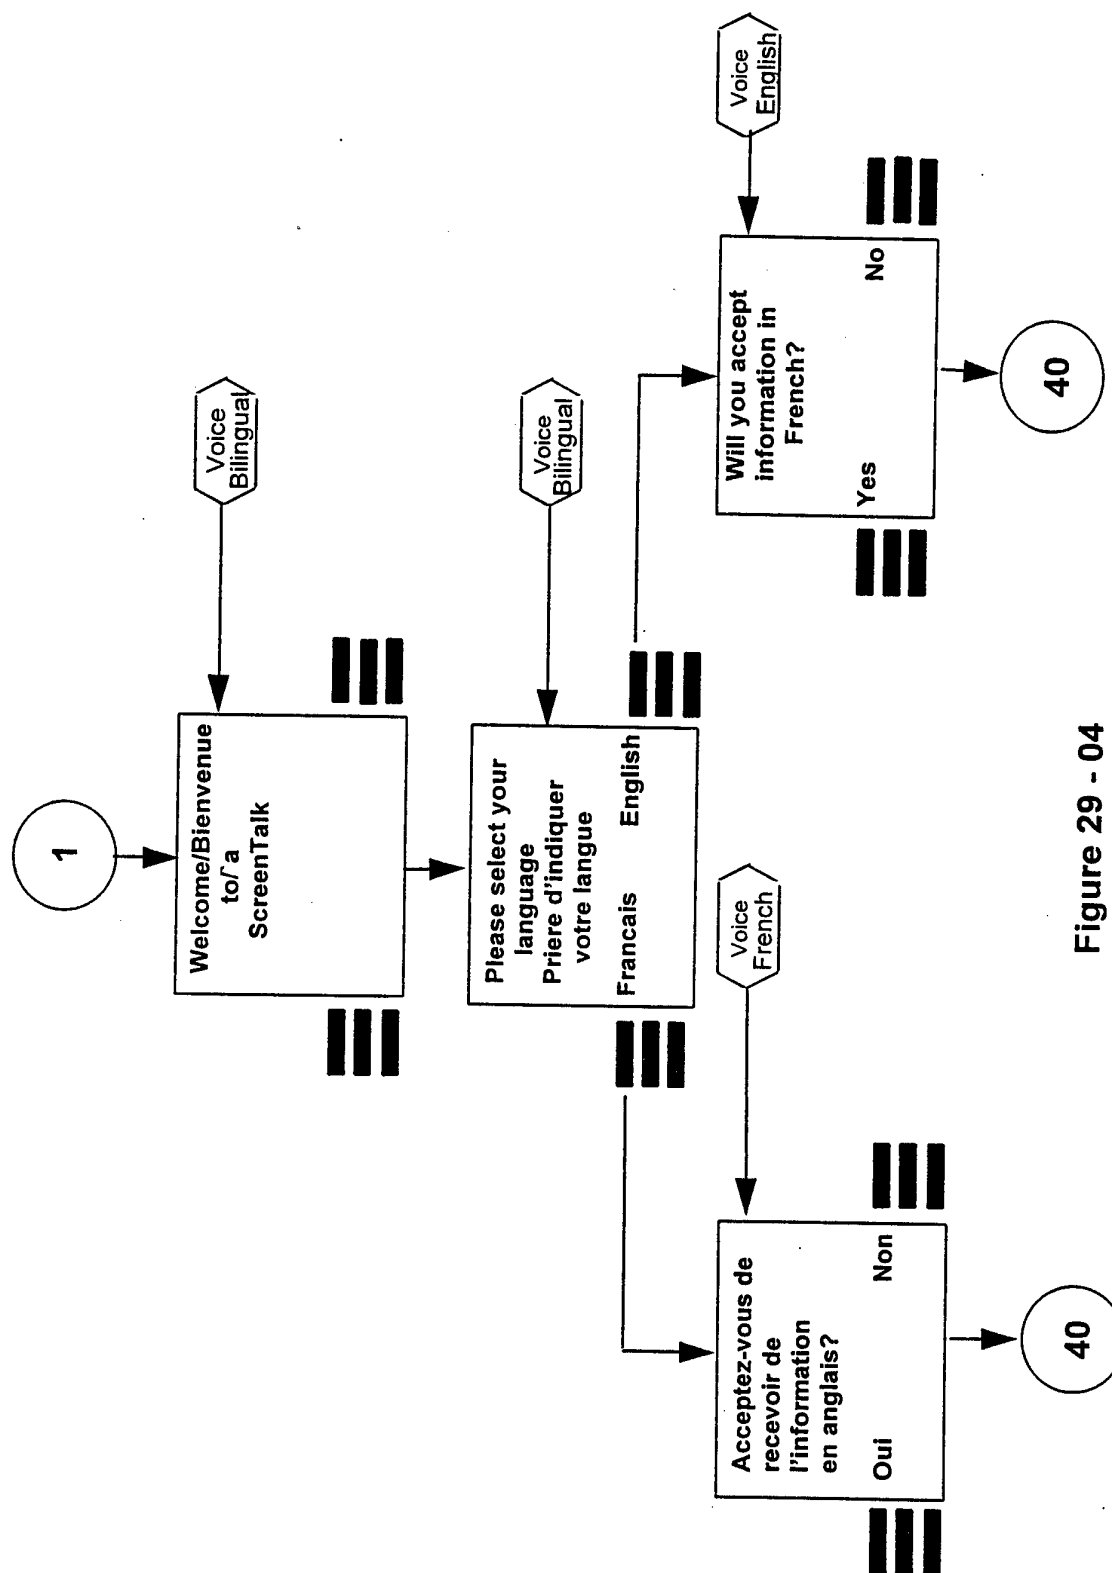 1
Welcome/Bienvenue
to/`a
ScreenTalk
Voice
Bilingual
Please select your
language
Priere d'indiquer
votre langue
Francais English
Voice
Bilingual
Acceptez-vous de
recevoir de
l'information
en anglais?
Oui Non
Voice
French
40
Will you accept
information in
French?
Yes No
Voice
English
40
Figure 29 - 04